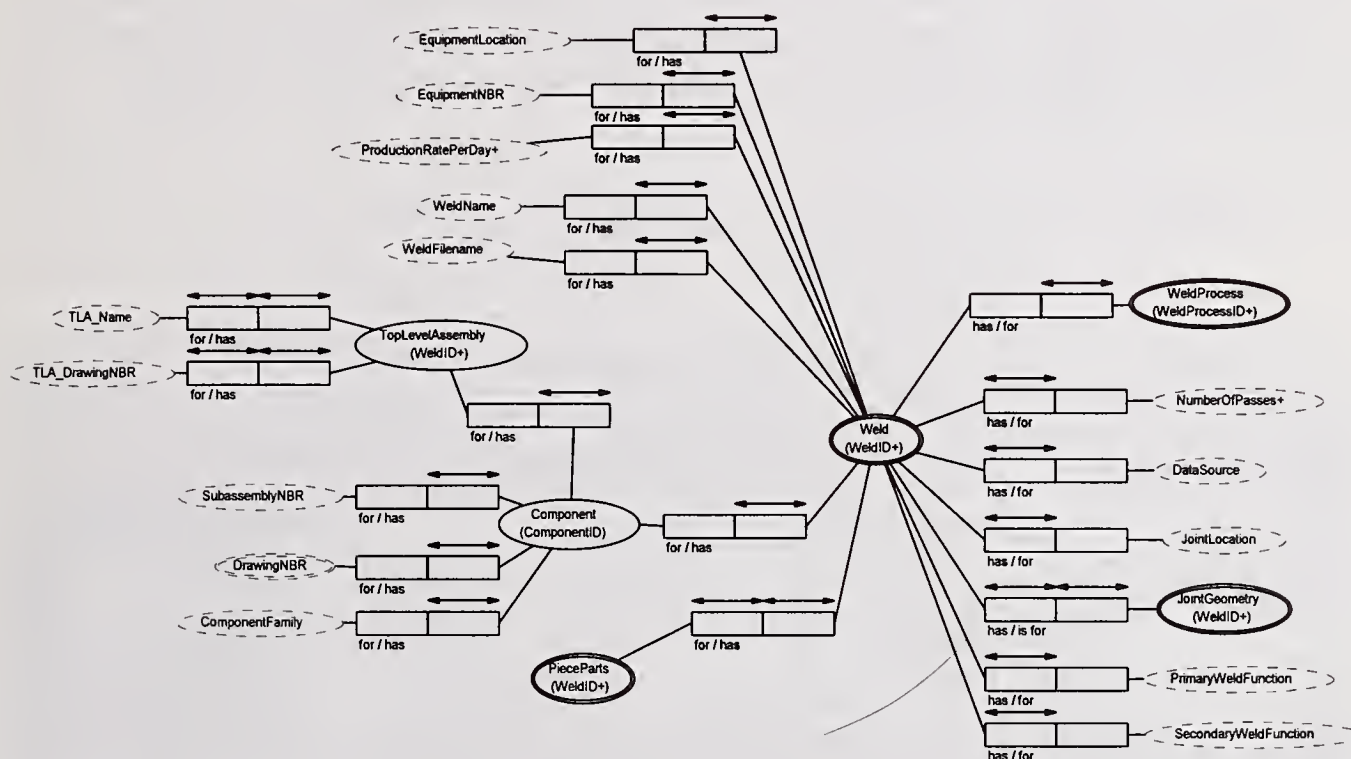 EquipmentLocation
for / has
EquipmentNBR
for / has
ProductionRatePerDay+
for / has
WeldName
for / has
WeldFilename
for / has
TLA_Name
for / has
TopLevelAssembly
(WeldID+)
TLA_DrawingNBR
for / has
for / has
WeldProcess
(WeldProcessID+)
has / for
NumberOfPasses+
has / for
Weld
(WeldID+)
DataSource
has / for
SubassemblyNBR
for / has
Component
(ComponentID)
for / has
JointLocation
has / for
DrawingNBR
for / has
JointGeometry
(WeldID+)
has / is for
ComponentFamily
for / has
for / has
PieceParts
(WeldID+)
PrimaryWeldFunction
has / for
SecondaryWeldFunction
has / for